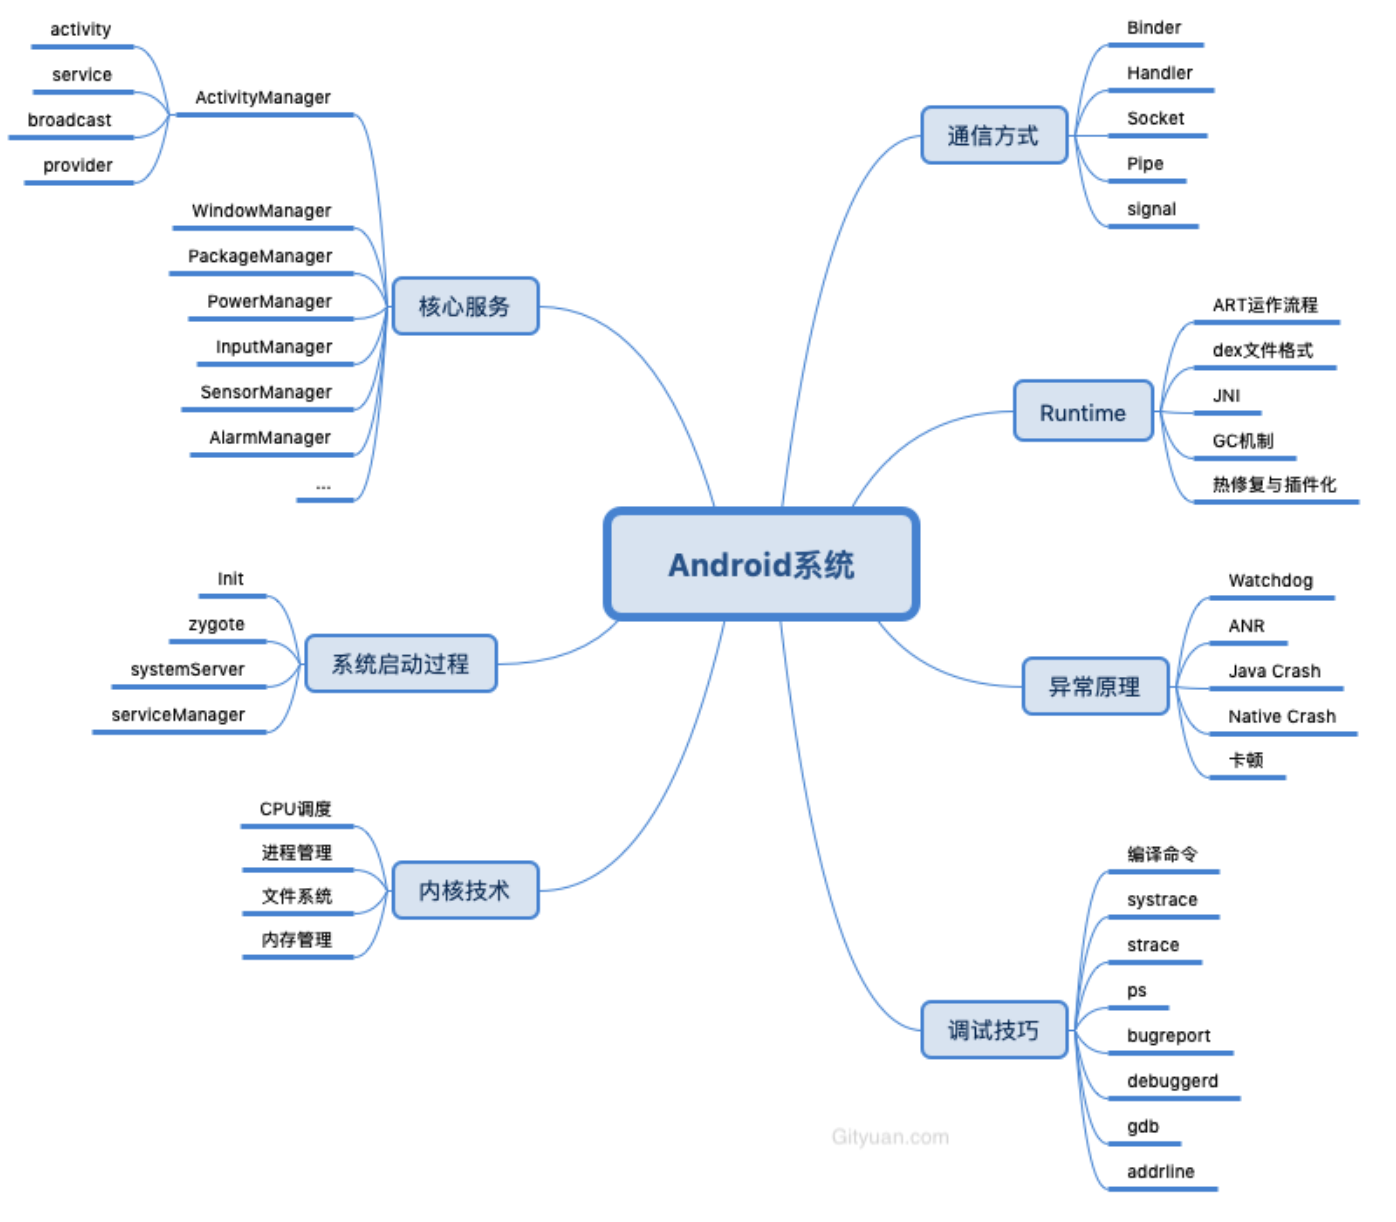 Android系统
通信方式
Binder
Handler
Socket
Pipe
signal
Runtime
ART运作流程
dex文件格式
JNI
GC机制
热修复与插件化
异常原理
Watchdog
ANR
Java Crash
Native Crash
卡顿
调试技巧
编译命令
systrace
strace
ps
bugreport
debuggerd
gdb
addrline
核心服务
ActivityManager
activity
service
broadcast
provider
WindowManager
PackageManager
PowerManager
InputManager
SensorManager
AlarmManager
...
系统启动过程
Init
zygote
systemServer
serviceManager
内核技术
CPU调度
进程管理
文件系统
内存管理
Gityuan.com